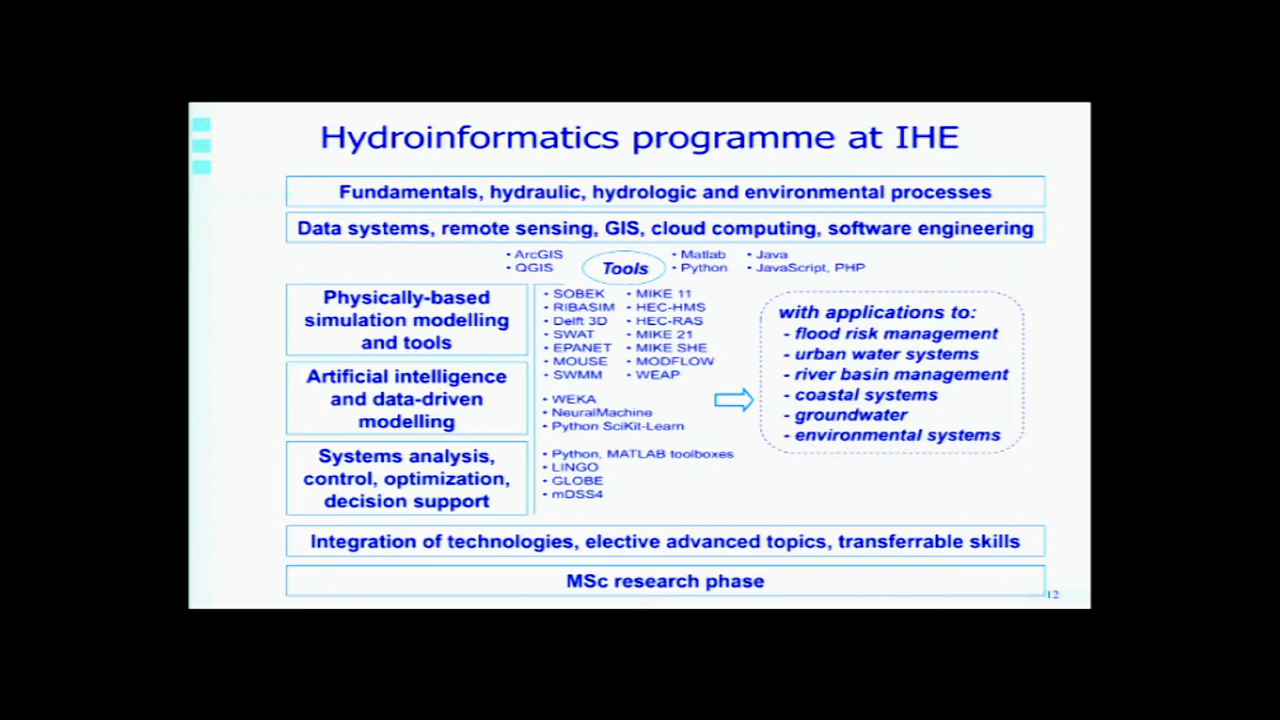 Hydroinformatics programme at IHE
Fundamentals, hydraulic, hydrologic and environmental processes
Data systems, remote sensing, GIS, cloud computing, software engineering
• ArcGIS
• QGIS
Tools
• Matlab
• Python
• Java
• JavaScript, PHP
Physically-based
simulation modelling
and tools
• SOBEK
• RIBASIM
• Delft 3D
• SWAT
• EPANET
• MOUSE
• SWMM
• MIKE 11
• HEC-HMS
• HEC-RAS
• MIKE 21
• MIKE SHE
• MODFLOW
• WEAP
Artificial intelligence
and data-driven
modelling
• WEKA
• NeuralMachine
• Python SciKit-Learn
Systems analysis,
control, optimization,
decision support
• Python, MATLAB toolboxes
• LINGO
• GLOBE
• mDSS4
with applications to:
- flood risk management
- urban water systems
- river basin management
- coastal systems
- groundwater
- environmental systems
Integration of technologies, elective advanced topics, transferrable skills
MSc research phase
12